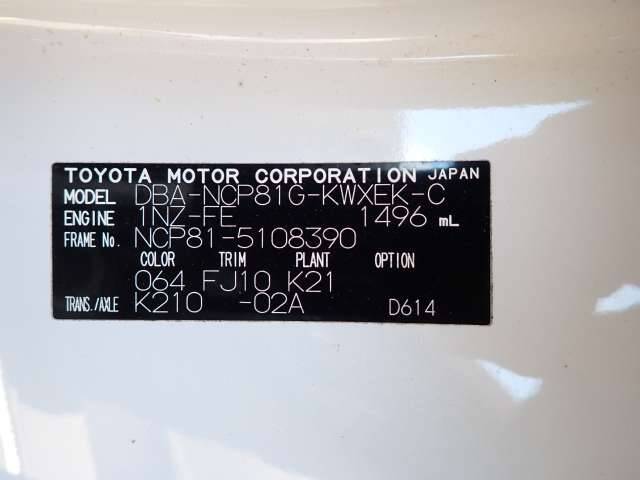 TOYOTA MOTOR CORPORATION JAPAN
MODEL DBA-NCP81G-KWXEK-C
ENGINE 1NZ-FE 1496 mL
FRAME No. NCP81-5108390
COLOR TRIM PLANT OPTION
064 FJ10 K21
TRANS./AXLE K210 -02A D614